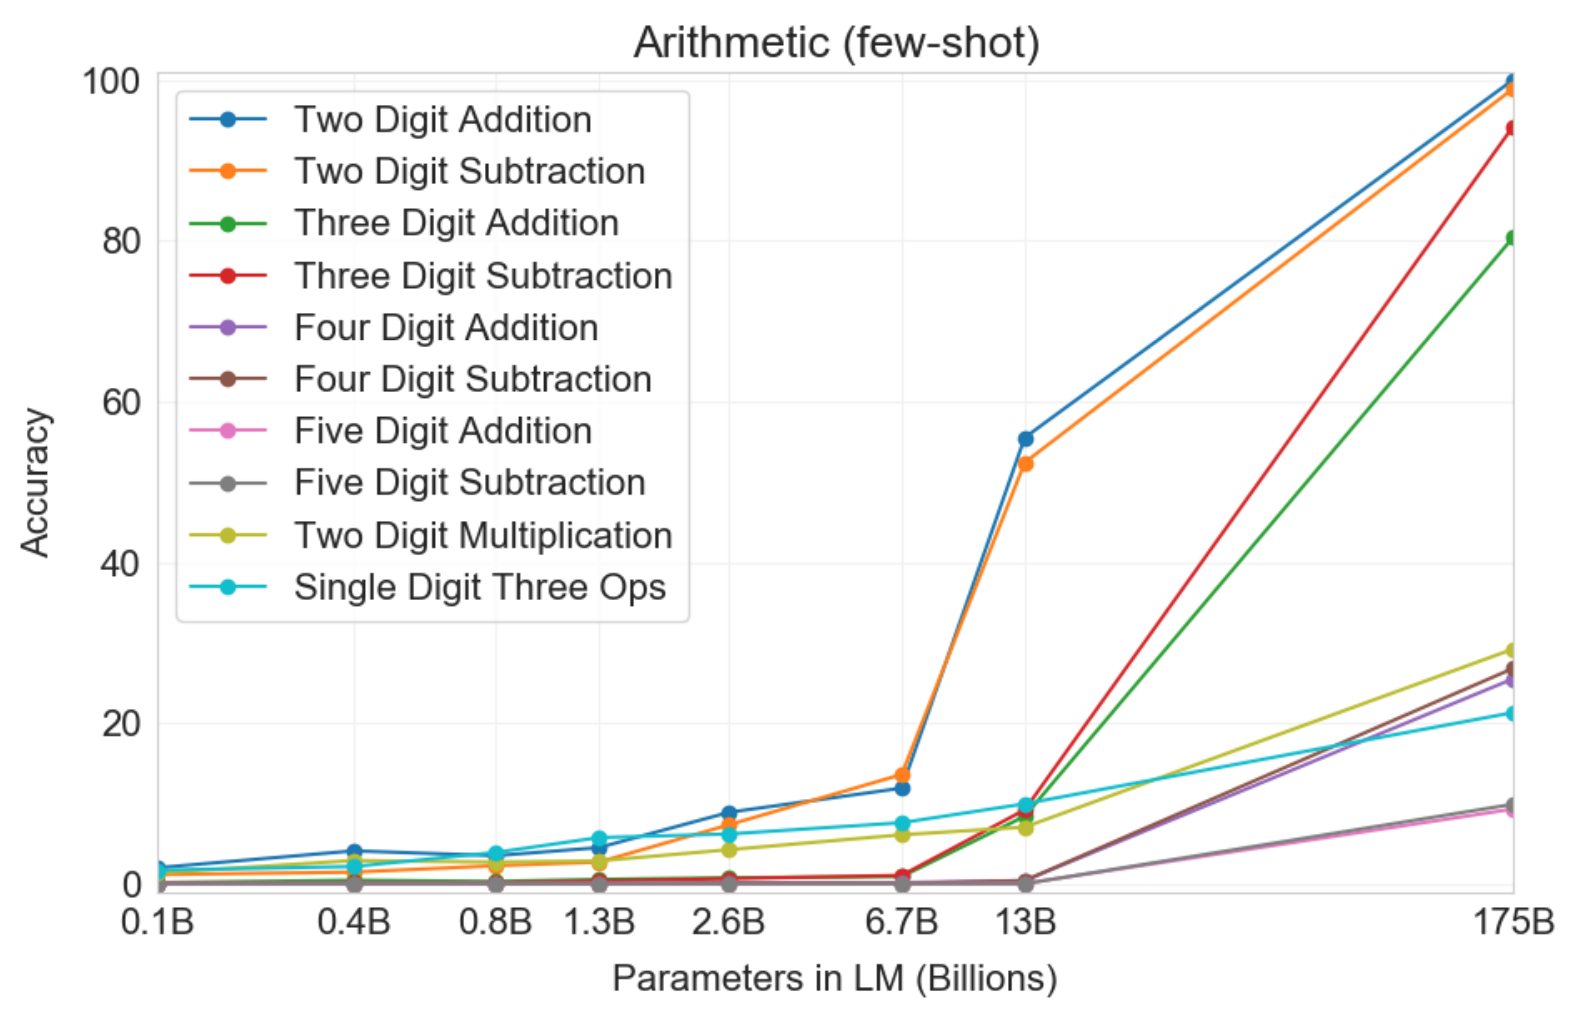 Arithmetic (few-shot)
100
80
60
40
20
0
Accuracy
Two Digit Addition
Two Digit Subtraction
Three Digit Addition
Three Digit Subtraction
Four Digit Addition
Four Digit Subtraction
Five Digit Addition
Five Digit Subtraction
Two Digit Multiplication
Single Digit Three Ops
0.1B 0.4B 0.8B 1.3B 2.6B 6.7B 13B 175B
Parameters in LM (Billions)